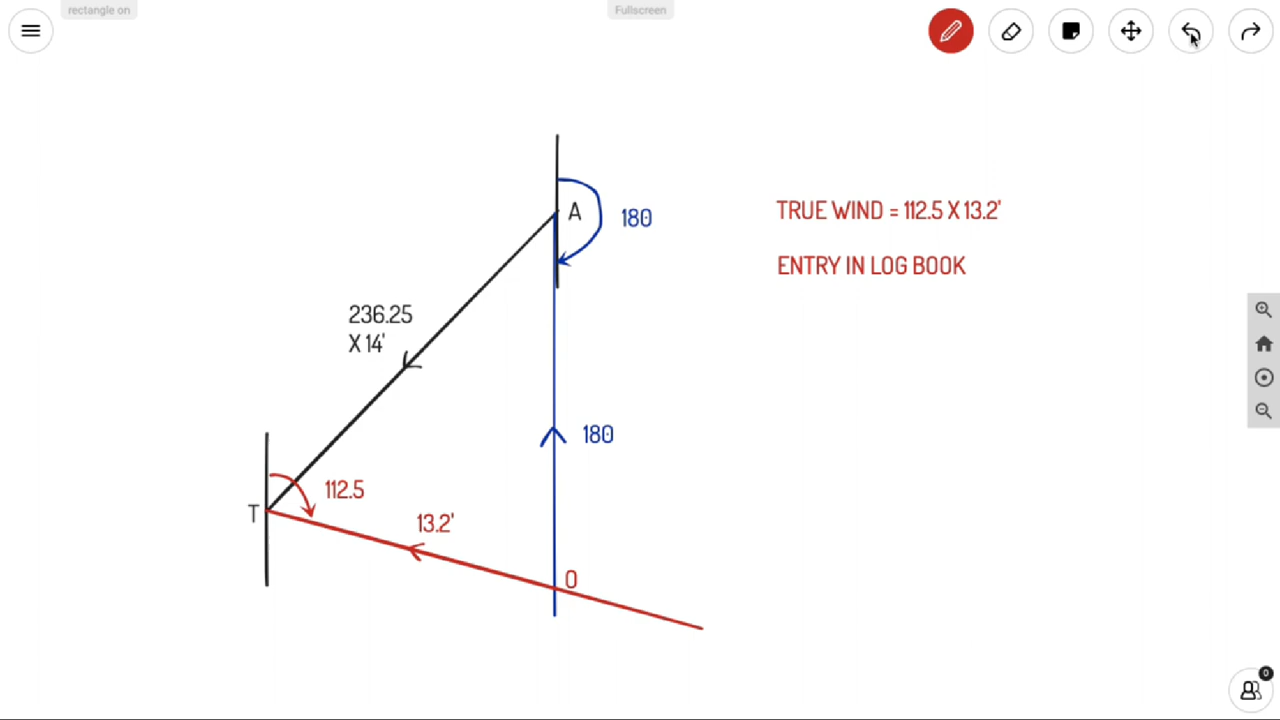 rectangle on
Fullscreen
A
180
TRUE WIND = 112.5 X 13.2'
ENTRY IN LOG BOOK
236.25
X 14'
180
112.5
T
13.2'
O
0